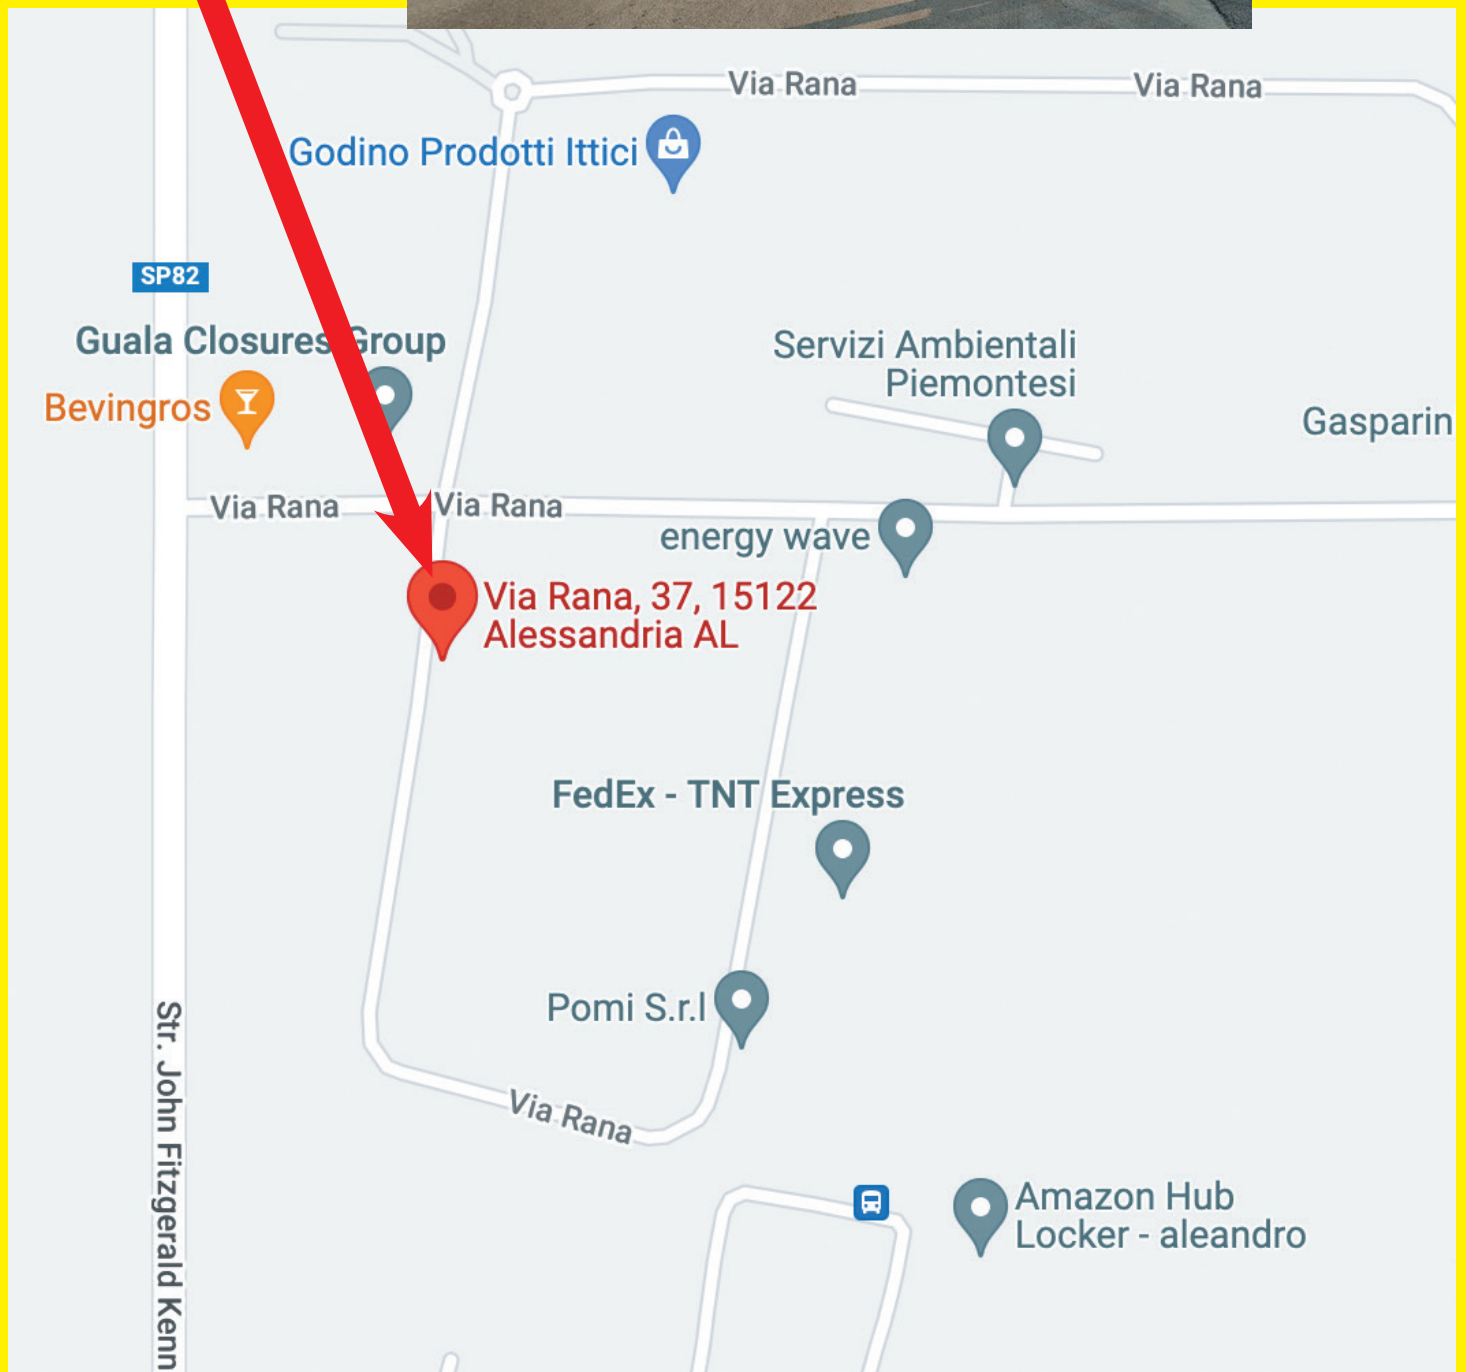 Via Rana
Via Rana
Godino Prodotti Ittici
SP82
Guala Closures Group
Servizi Ambientali
Piemontesi
Bevingros
Gasparin
Via Rana
Via Rana
energy wave
Via Rana, 37, 15122
Alessandria AL
FedEx - TNT Express
Pomi S.r.l
Via Rana
Str. John Fitzgerald Kenn
Amazon Hub
Locker - aleandro